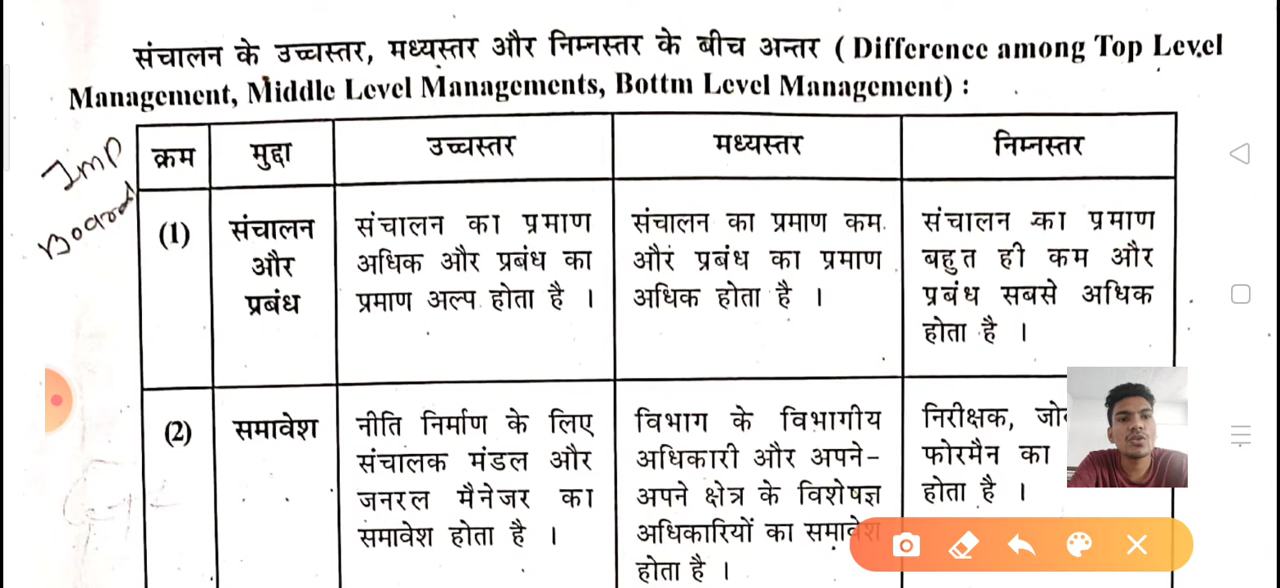 संचालन के उच्चस्तर, मध्यस्तर और निम्नस्तर के बीच अन्तर ( Difference among Top Level
Management, Middle Level Managements, Bottm Level Management) :
Imp
Board
क्रम मुद्दा उच्चस्तर मध्यस्तर निम्नस्तर
(1)
संचालन
और
प्रबंध
संचालन का प्रमाण
अधिक और प्रबंध का
प्रमाण अल्प होता है ।
संचालन का प्रमाण कम
और प्रबंध का प्रमाण
अधिक होता है ।
संचालन का प्रमाण
बहुत ही कम और
प्रबंध सबसे अधिक
होता है ।
(2)
समावेश
नीति निर्माण के लिए
संचालक मंडल और
जनरल मैनेजर का
समावेश होता है ।
विभाग के विभागीय
अधिकारी और अपने-
अपने क्षेत्र के विशेषज्ञ
अधिकारियों का समावेश
होता है ।
निरीक्षक,
फोरमैन का
होता है ।